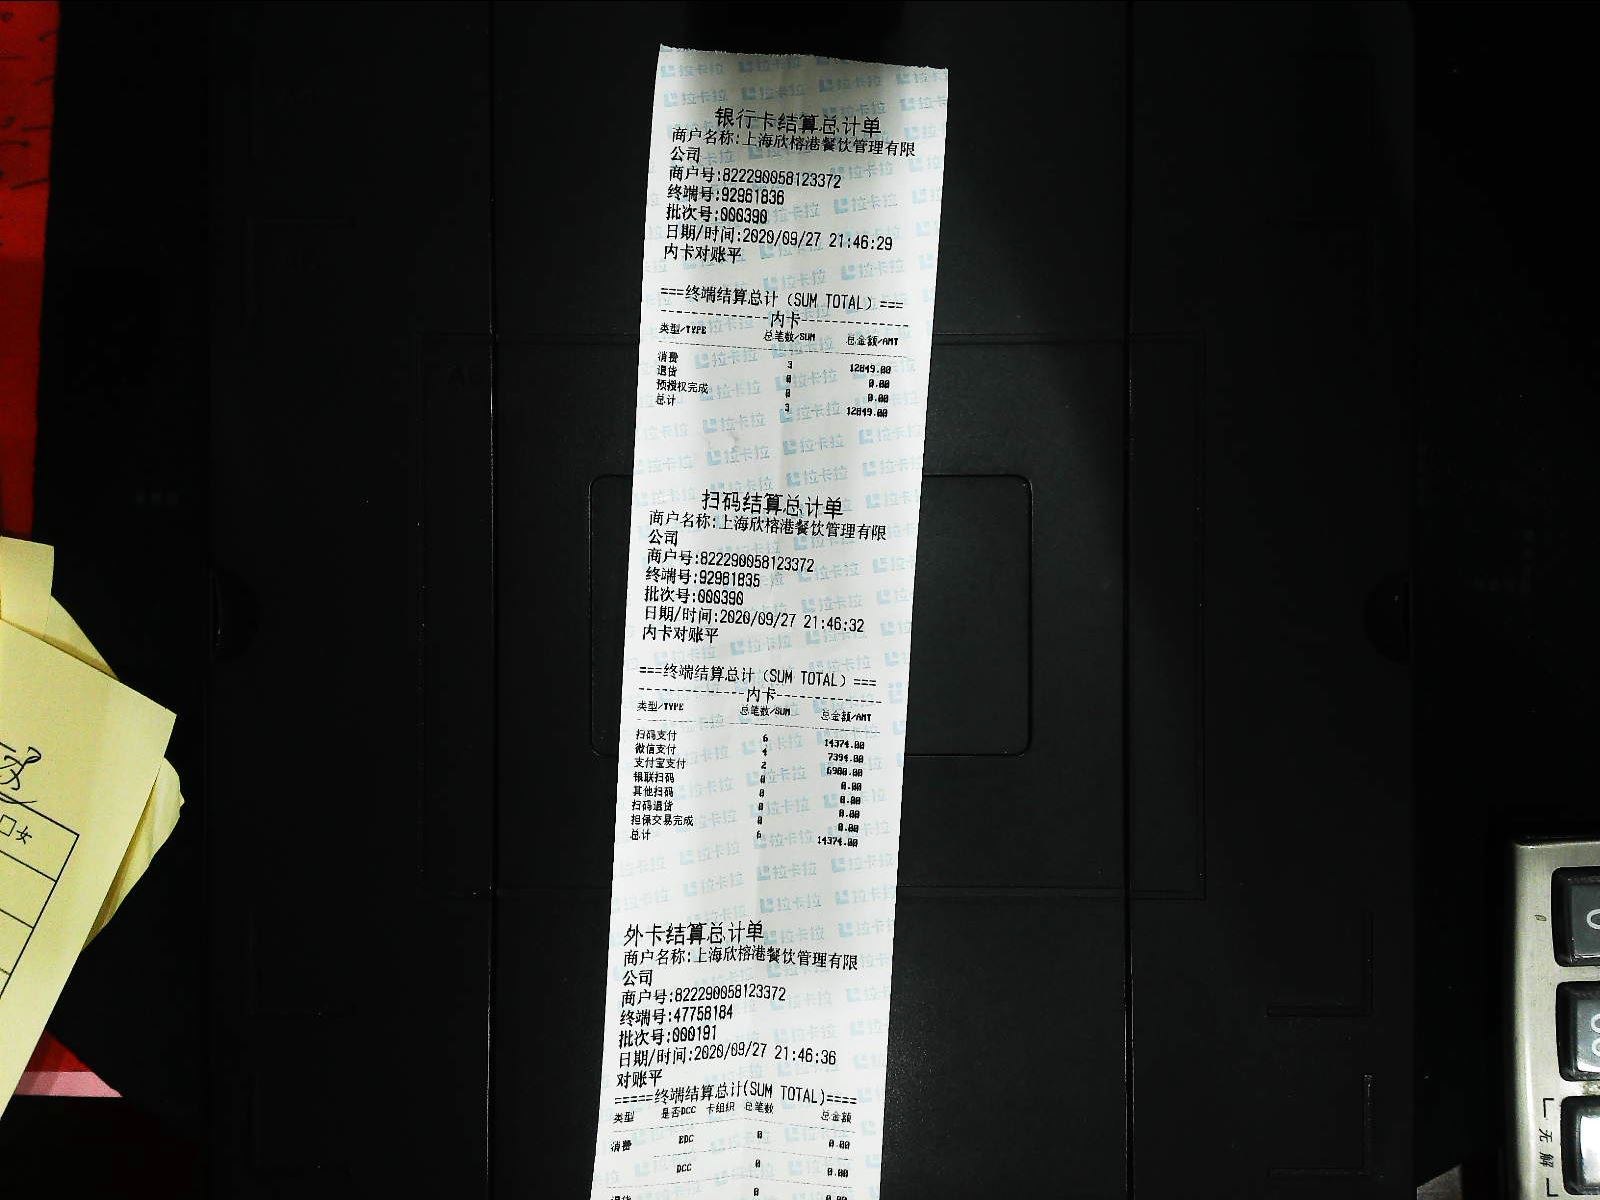 银行卡结算总计单
商户名称:上海欣榕港餐饮管理有限
公司
商户号:822290058123372
终端号:92961836
批次号:000390
日期/时间:2020/09/27 21:46:29
内卡对账平
===终端结算总计（SUM TOTAL）===
内卡
类型/TYPE 总笔数/SUM 总金额/AMT
消费 3 12849.00
退货 0 0.00
预授权完成 0 0.00
总计 3 12849.00
扫码结算总计单
商户名称:上海欣榕港餐饮管理有限
公司
商户号:822290058123372
终端号:92961835
批次号:000390
日期/时间:2020/09/27 21:46:32
内卡对账平
===终端结算总计（SUM TOTAL）===
内卡
类型/TYPE 总笔数/SUM 总金额/AMT
扫码支付 6 14374.00
微信支付 4 7394.00
支付宝支付 2 6980.00
银联扫码 0 0.00
其他扫码 0 0.00
扫码退货 0 0.00
担保交易完成 0 0.00
总计 6 14374.00
外卡结算总计单
商户名称:上海欣榕港餐饮管理有限
公司
商户号:822290058123372
终端号:47758184
批次号:000191
日期/时间:2020/09/27 21:46:36
对账平
=====终端结算总计(SUM TOTAL)====
类型 是否DCC 卡组织 总笔数 总金额
消费 EDC 0 0.00
DCC 0 0.00
退货 0 0.00
拉卡拉
女
无解